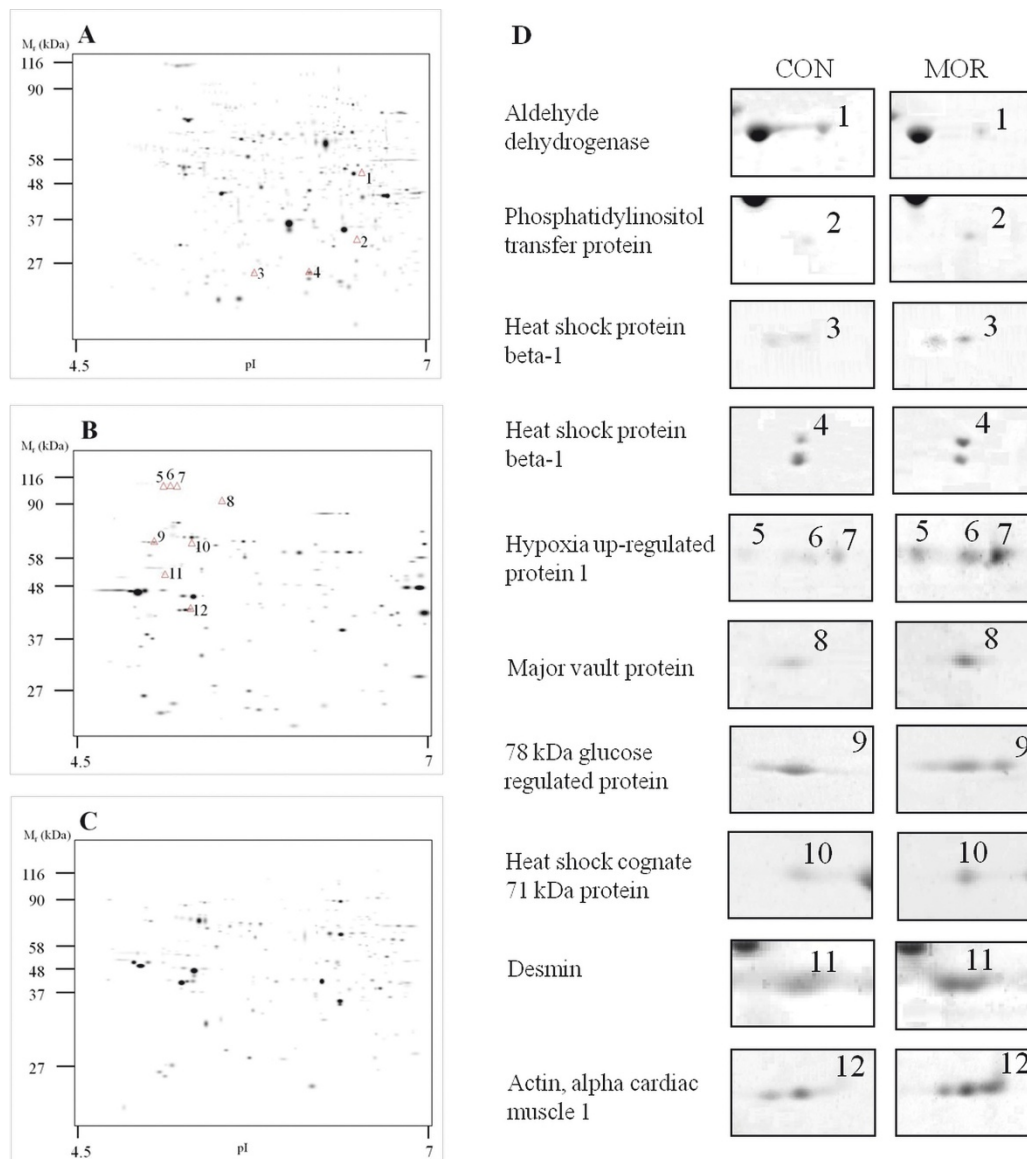 A
Mr (kDa)
116
90
58
48
37
27
1
2
3
4
4.5
pI
7
B
Mr (kDa)
116
90
58
48
37
27
5 6 7
8
9
10
11
12
4.5
7
C
Mr (kDa)
116
90
58
48
37
27
4.5
pI
7
D
CON MOR
Aldehyde
dehydrogenase
1 1
Phosphatidylinositol
transfer protein
2 2
Heat shock protein
beta-1
3 3
Heat shock protein
beta-1
4 4
Hypoxia up-regulated
protein 1
5 6 7 5 6 7
Major vault protein
8 8
78 kDa glucose
regulated protein
9 9
Heat shock cognate
71 kDa protein
10 10
Desmin
11 11
Actin, alpha cardiac
muscle 1
12 12